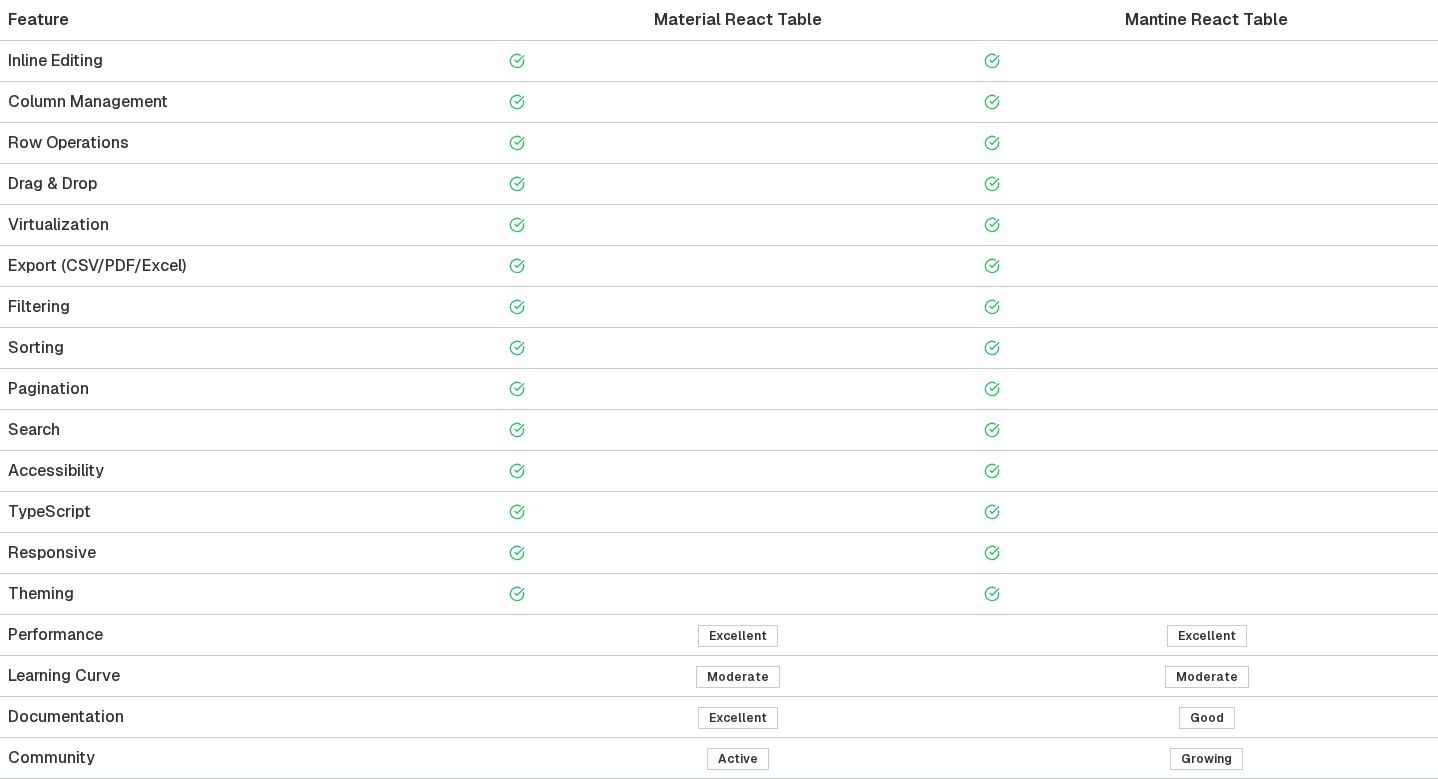 Feature Material React Table Mantine React Table
Inline Editing
Column Management
Row Operations
Drag & Drop
Virtualization
Export (CSV/PDF/Excel)
Filtering
Sorting
Pagination
Search
Accessibility
TypeScript
Responsive
Theming
Performance Excellent Excellent
Learning Curve Moderate Moderate
Documentation Excellent Good
Community Active Growing